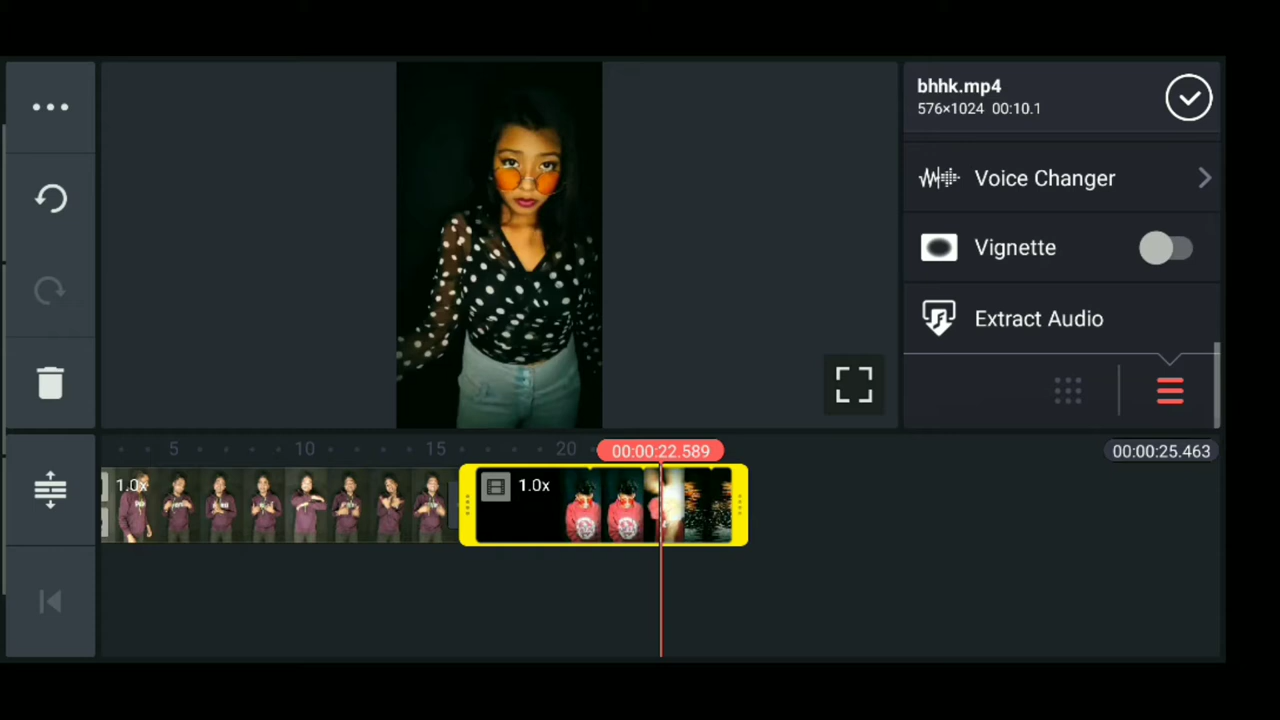 bhhk.mp4
576×1024 00:10.1
Voice Changer
Vignette
Extract Audio
5 10 15 20 00:00:22.589 00:00:25.463
1.0x 1.0x